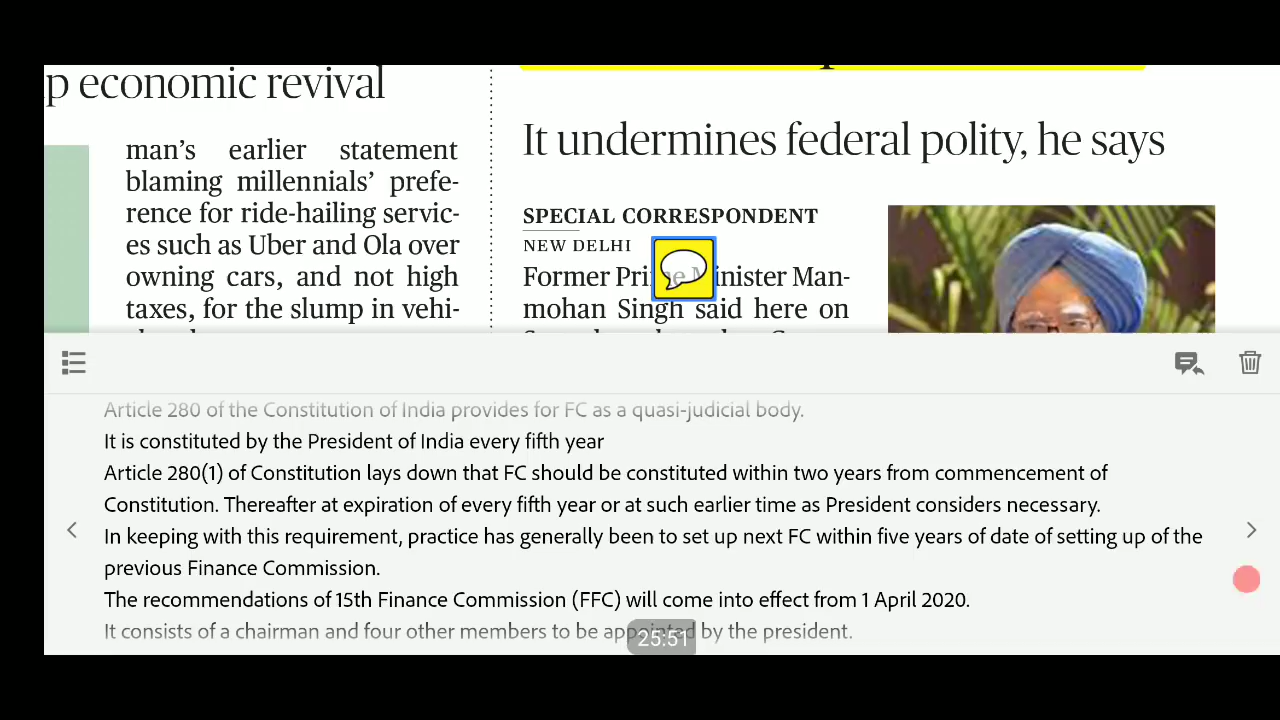 p economic revival
man's earlier statement
blaming millennials' prefe-
rence for ride-hailing servic-
es such as Uber and Ola over
owning cars, and not high
taxes, for the slump in vehi-
It undermines federal polity, he says
SPECIAL CORRESPONDENT
NEW DELHI
Former Prime Minister Man-
mohan Singh said here on
Article 280 of the Constitution of India provides for FC as a quasi-judicial body.
It is constituted by the President of India every fifth year
Article 280(1) of Constitution lays down that FC should be constituted within two years from commencement of
Constitution. Thereafter at expiration of every fifth year or at such earlier time as President considers necessary.
In keeping with this requirement, practice has generally been to set up next FC within five years of date of setting up of the
previous Finance Commission.
The recommendations of 15th Finance Commission (FFC) will come into effect from 1 April 2020.
It consists of a chairman and four other members to be appointed by the president.
25:51